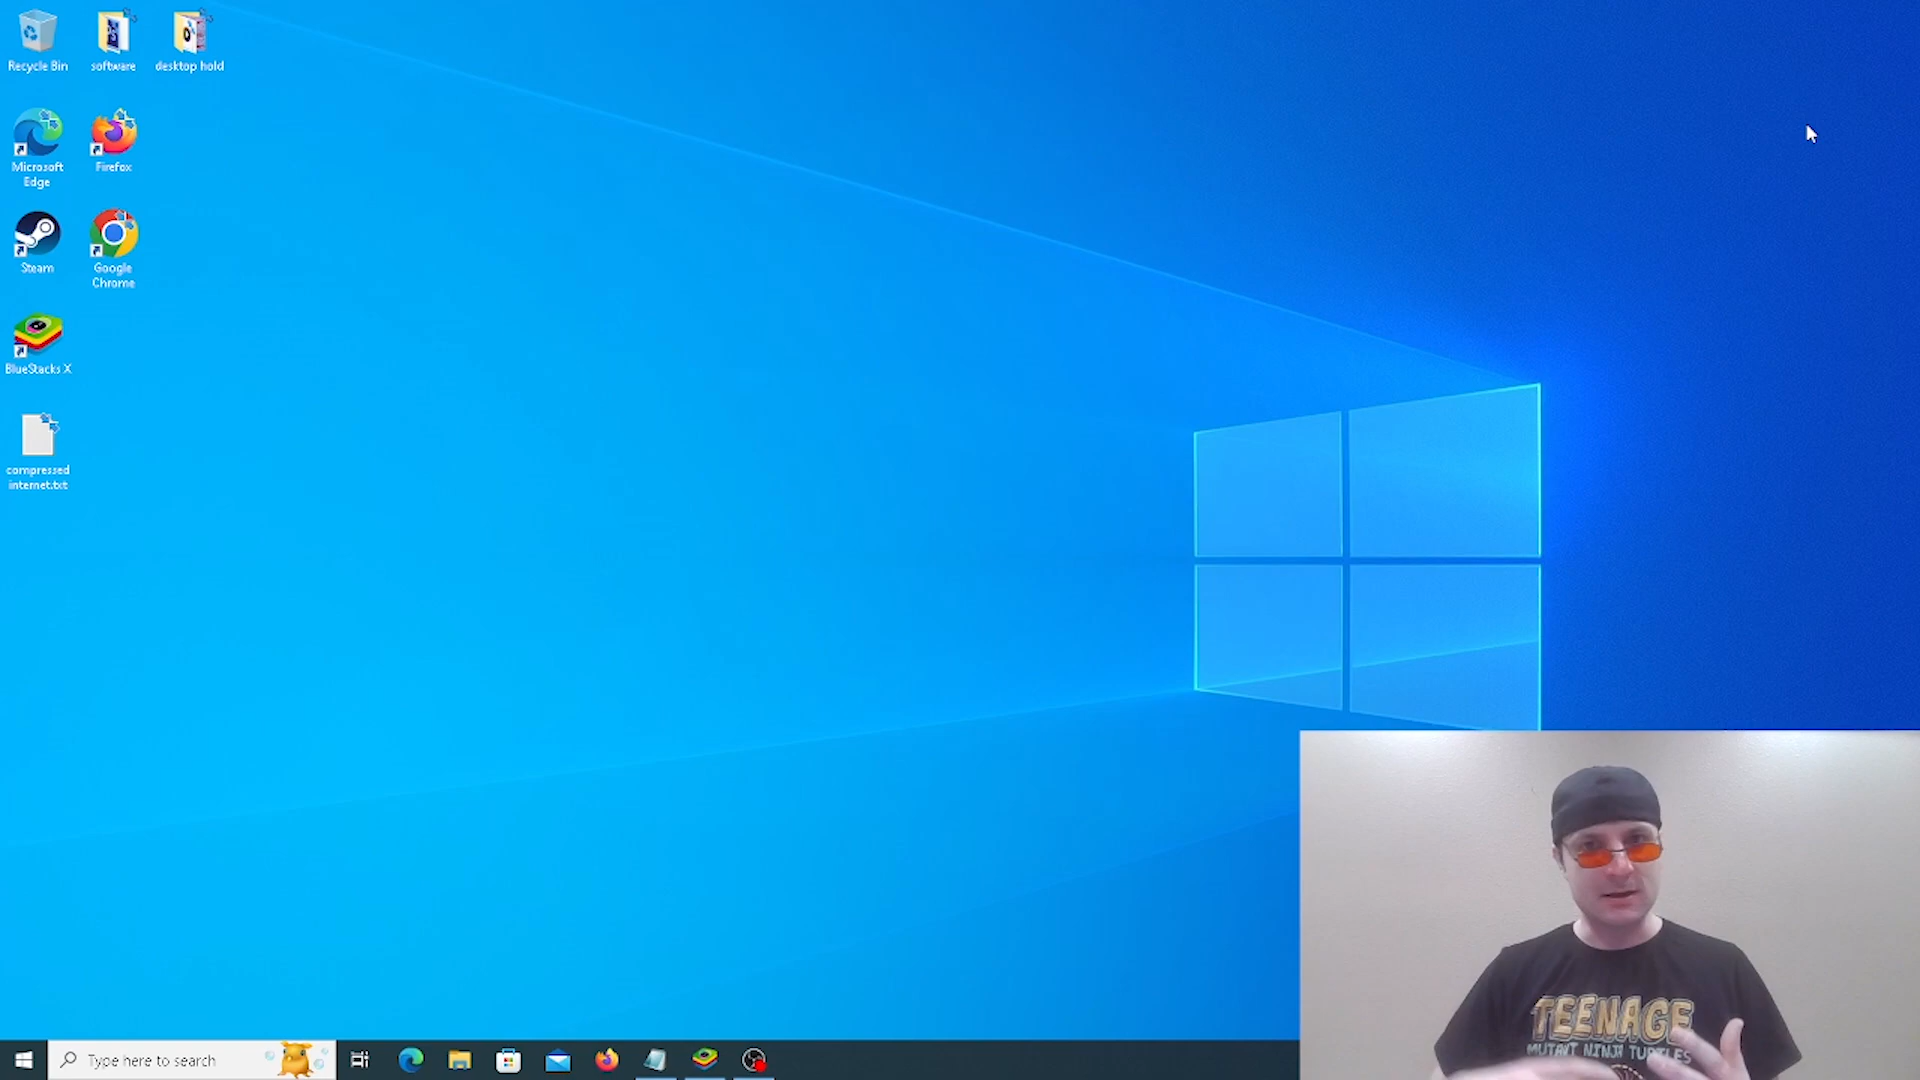 Recycle Bin
software
desktop hold
Microsoft
Edge
Firefox
Steam
Google
Chrome
BlueStacks X
compressed
internet.txt
TEENAGE
MUTANT NINJA TURTLES
Type here to search